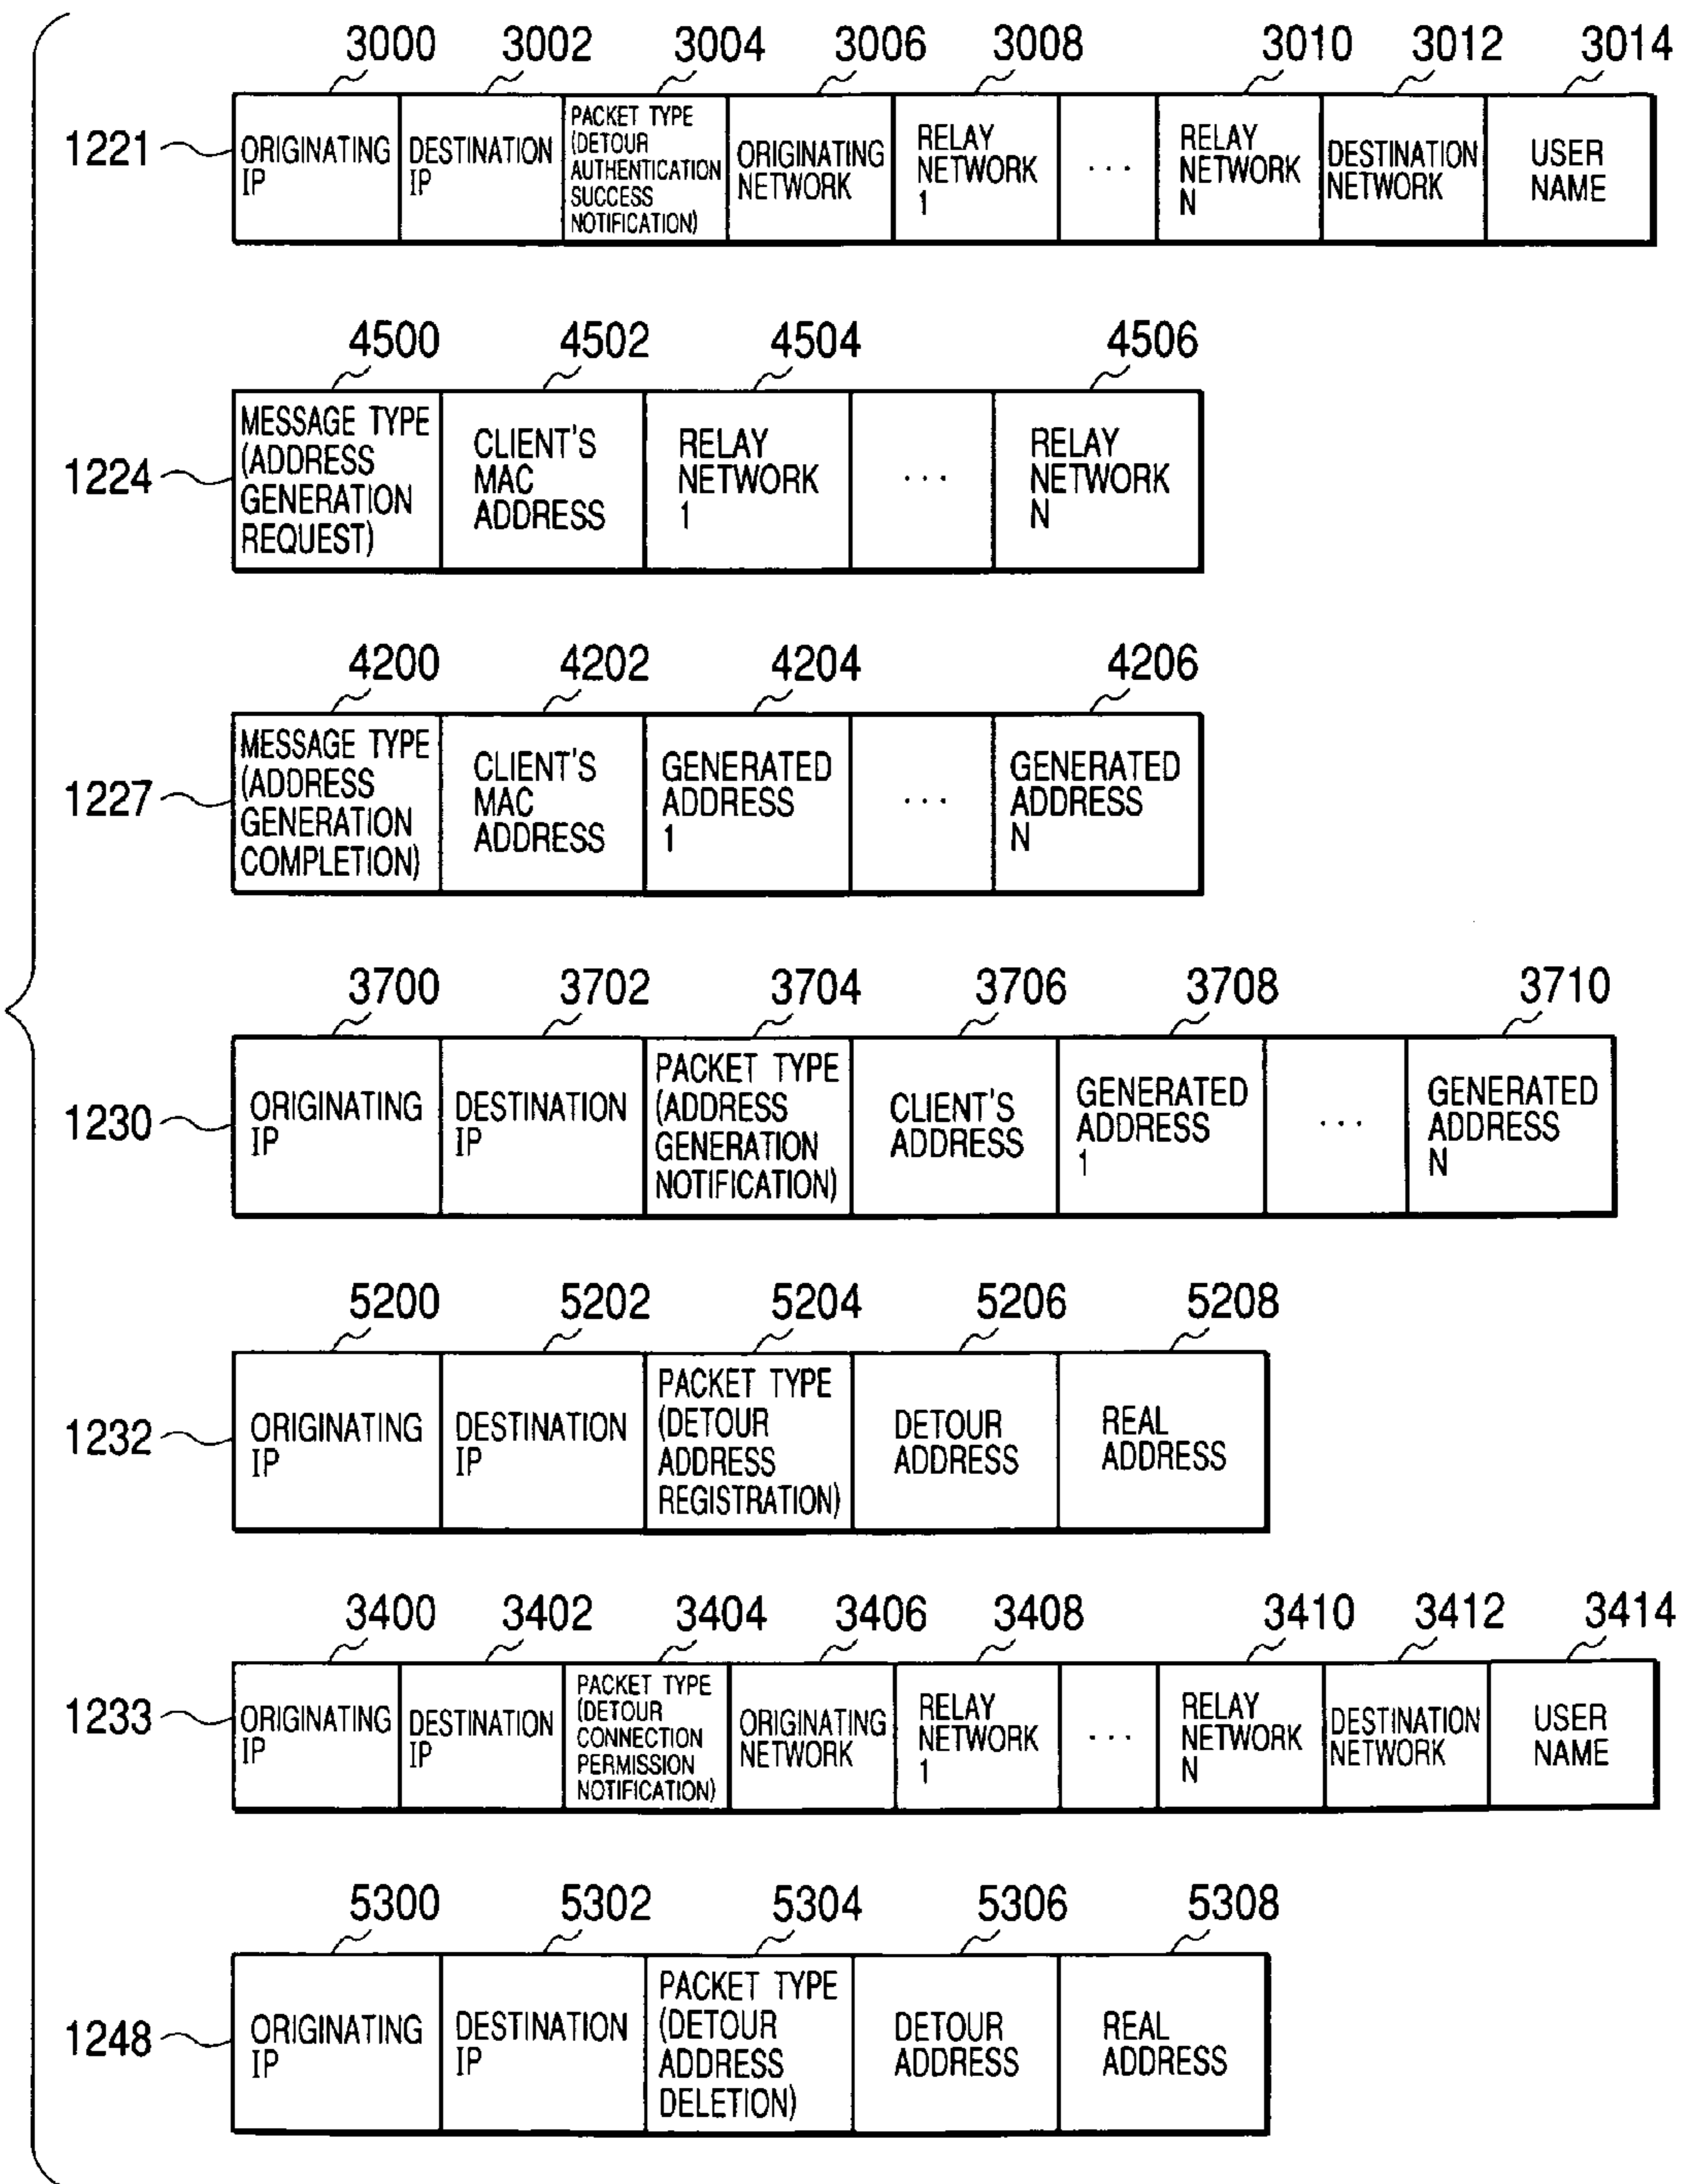 3000 3002 3004 3006 3008 3010 3012 3014
1221
ORIGINATING
IP
DESTINATION
IP
PACKET TYPE
(DETOUR
AUTHENTICATION
SUCCESS
NOTIFICATION)
ORIGINATING
NETWORK
RELAY
NETWORK
1
...
RELAY
NETWORK
N
DESTINATION
NETWORK
USER
NAME
4500 4502 4504 4506
1224
MESSAGE TYPE
(ADDRESS
GENERATION
REQUEST)
CLIENT'S
MAC
ADDRESS
RELAY
NETWORK
1
...
RELAY
NETWORK
N
4200 4202 4204 4206
1227
MESSAGE TYPE
(ADDRESS
GENERATION
COMPLETION)
CLIENT'S
MAC
ADDRESS
GENERATED
ADDRESS
1
...
GENERATED
ADDRESS
N
3700 3702 3704 3706 3708 3710
1230
ORIGINATING
IP
DESTINATION
IP
PACKET TYPE
(ADDRESS
GENERATION
NOTIFICATION)
CLIENT'S
ADDRESS
GENERATED
ADDRESS
1
...
GENERATED
ADDRESS
N
5200 5202 5204 5206 5208
1232
ORIGINATING
IP
DESTINATION
IP
PACKET TYPE
(DETOUR
ADDRESS
REGISTRATION)
DETOUR
ADDRESS
REAL
ADDRESS
3400 3402 3404 3406 3408 3410 3412 3414
1233
ORIGINATING
IP
DESTINATION
IP
PACKET TYPE
(DETOUR
CONNECTION
PERMISSION
NOTIFICATION)
ORIGINATING
NETWORK
RELAY
NETWORK
1
...
RELAY
NETWORK
N
DESTINATION
NETWORK
USER
NAME
5300 5302 5304 5306 5308
1248
ORIGINATING
IP
DESTINATION
IP
PACKET TYPE
(DETOUR
ADDRESS
DELETION)
DETOUR
ADDRESS
REAL
ADDRESS